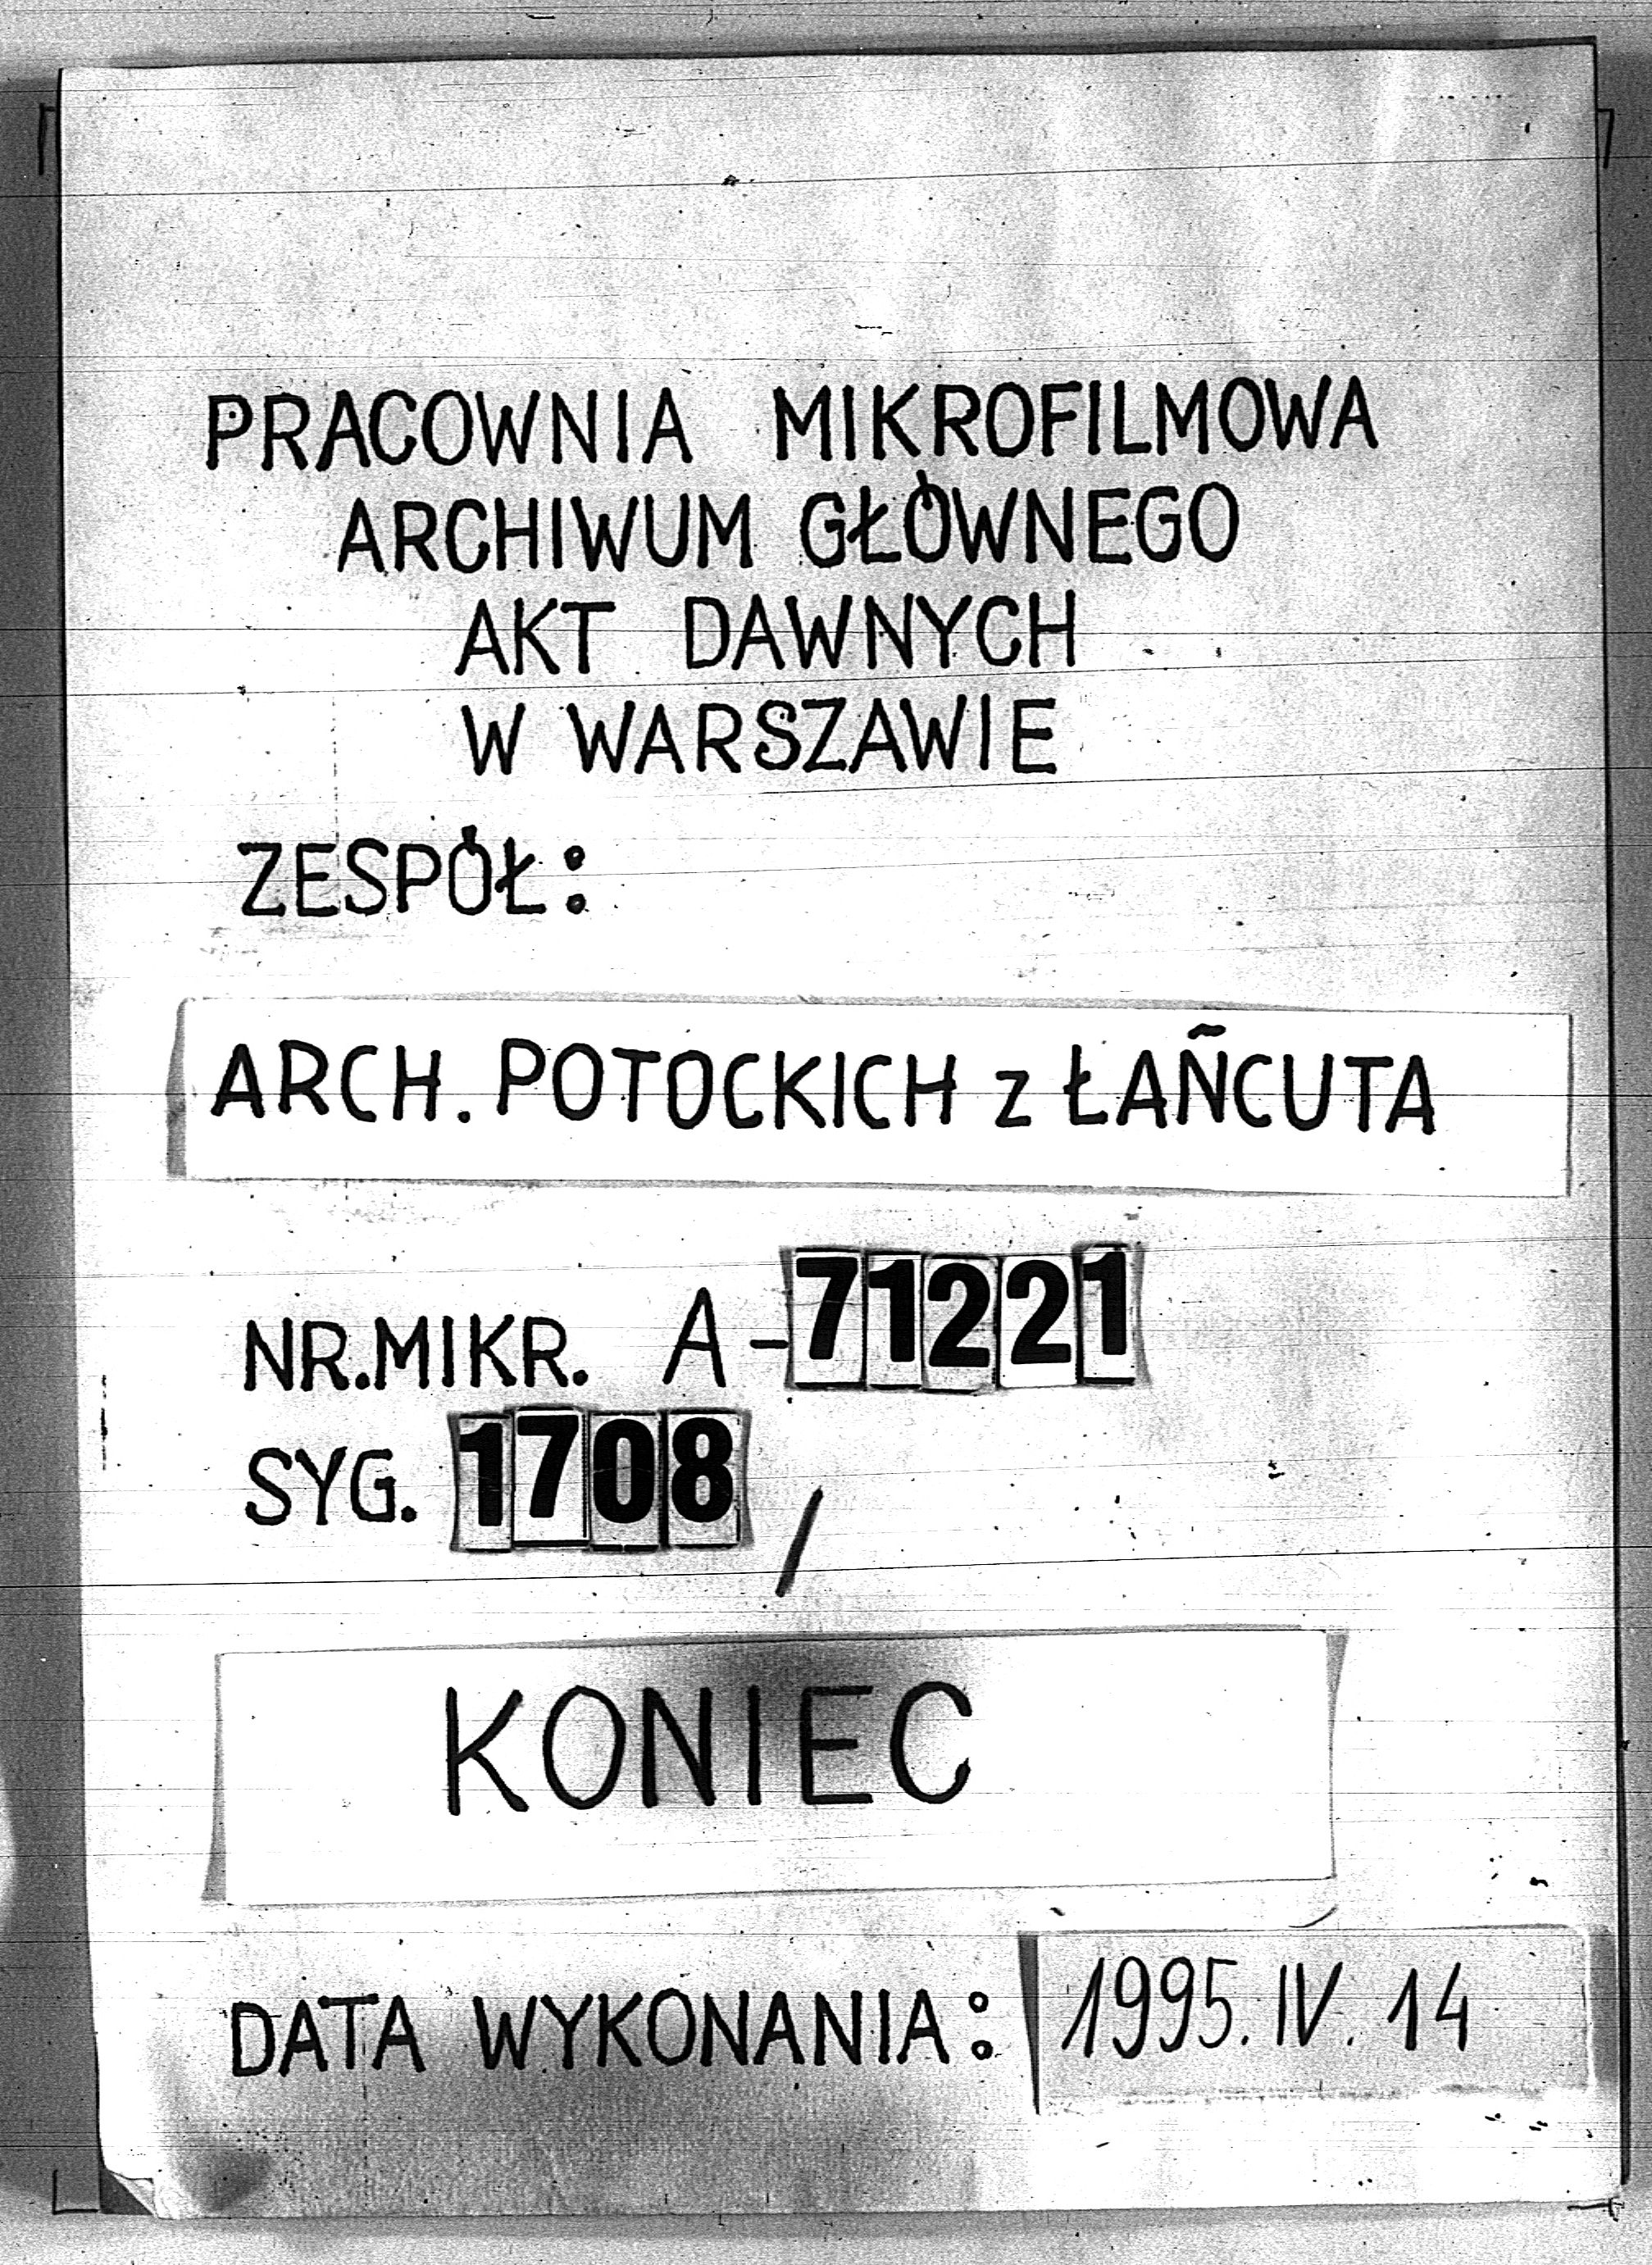 PRACOWNIA MIKROFILMOWA
ARCHIWUM GŁÓWNEGO
AKT DAWNYCH
W WARSZAWIE
ZESPÓŁ:
ARCH. POTOCKICH z ŁAÑCUTA
NR.MIKR. A-71221
SYG. 1708 /
KONIEC
DATA WYKONANIA: 1995.IV.14